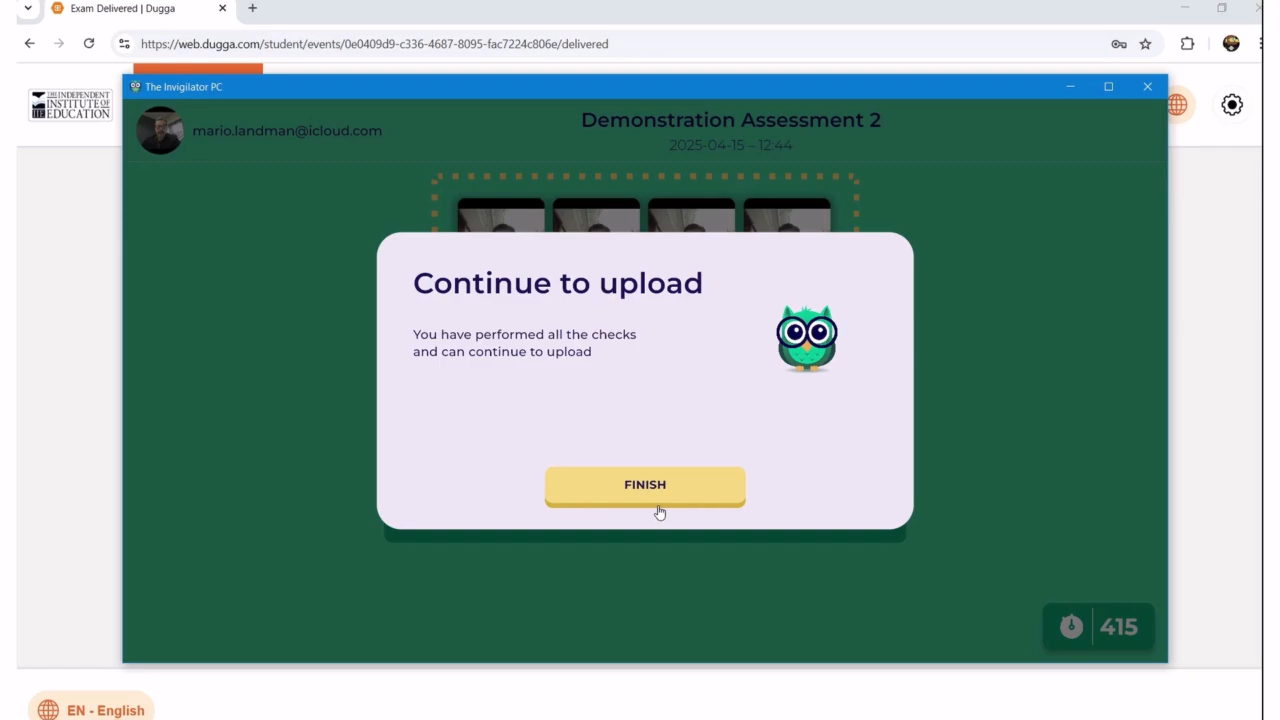 Exam Delivered | Dugga
https://web.dugga.com/student/events/0e0409d9-c336-4687-8095-fac7224c806e/delivered
THE INDEPENDENT
INSTITUTE OF
EDUCATION
The Invigilator PC
mario.landman@icloud.com
Demonstration Assessment 2
2025-04-15 – 12:44
Continue to upload
You have performed all the checks
and can continue to upload
FINISH
415
EN - English